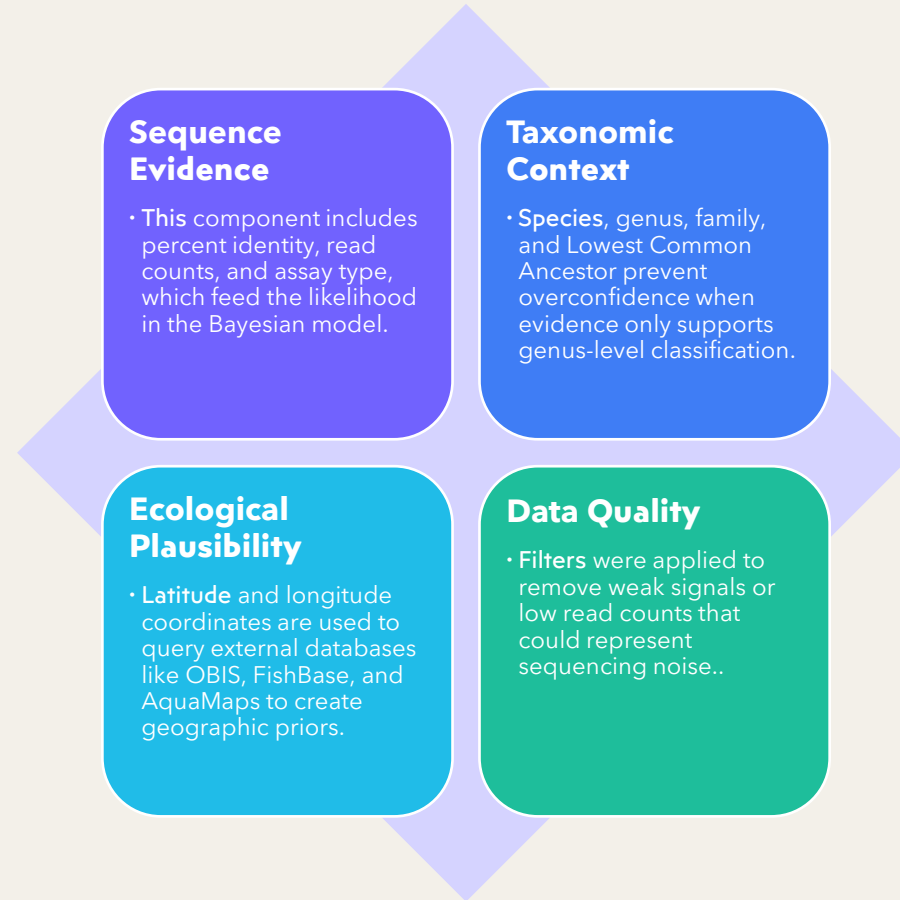 Sequence
Evidence
• This component includes
percent identity, read
counts, and assay type,
which feed the likelihood
in the Bayesian model.
Taxonomic
Context
• Species, genus, family,
and Lowest Common
Ancestor prevent
overconfidence when
evidence only supports
genus-level classification.
Ecological
Plausibility
• Latitude and longitude
coordinates are used to
query external databases
like OBIS, FishBase, and
AquaMaps to create
geographic priors.
Data Quality
• Filters were applied to
remove weak signals or
low read counts that
could represent
sequencing noise..